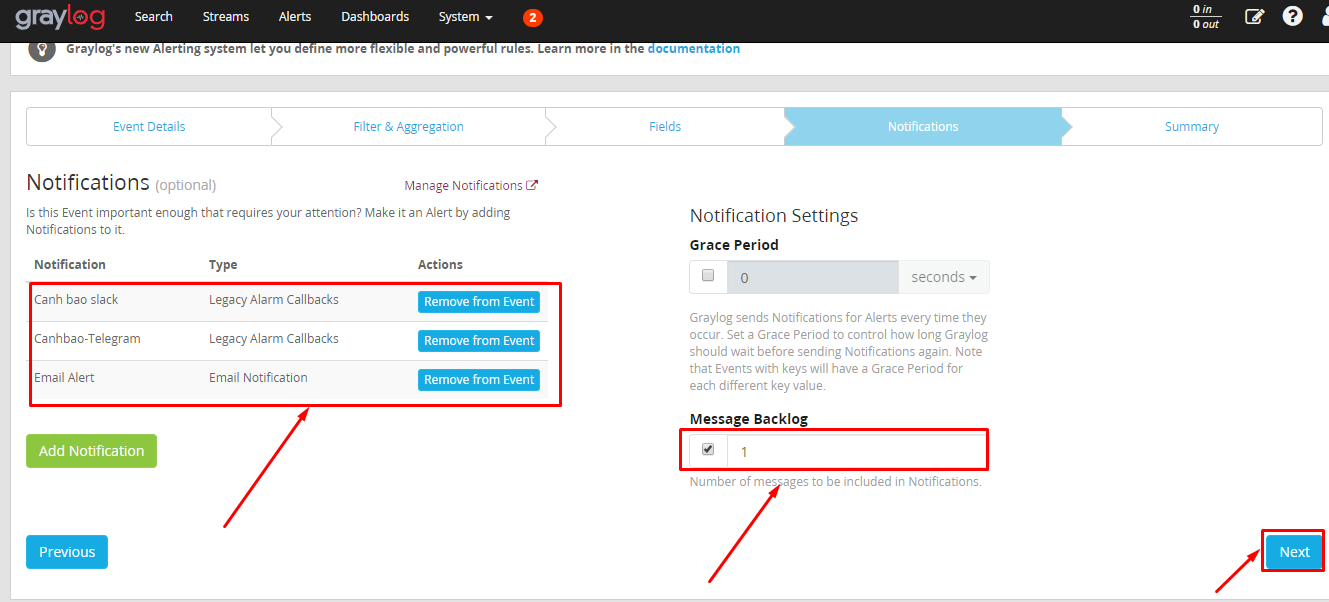 graylog Search Streams Alerts Dashboards System 2 0 in
0 out
Graylog's new Alerting system let you define more flexible and powerful rules. Learn more in the documentation
Event Details Filter & Aggregation Fields Notifications Summary
Notifications (optional) Manage Notifications
Is this Event important enough that requires your attention? Make it an Alert by adding
Notifications to it.
Notification Type Actions
Canh bao slack Legacy Alarm Callbacks Remove from Event
Canhbao-Telegram Legacy Alarm Callbacks Remove from Event
Email Alert Email Notification Remove from Event
Add Notification
Notification Settings
Grace Period
0 seconds
Graylog sends Notifications for Alerts every time they
occur. Set a Grace Period to control how long Graylog
should wait before sending Notifications again. Note
that Events with keys will have a Grace Period for
each different key value.
Message Backlog
1
Number of messages to be included in Notifications.
Previous Next